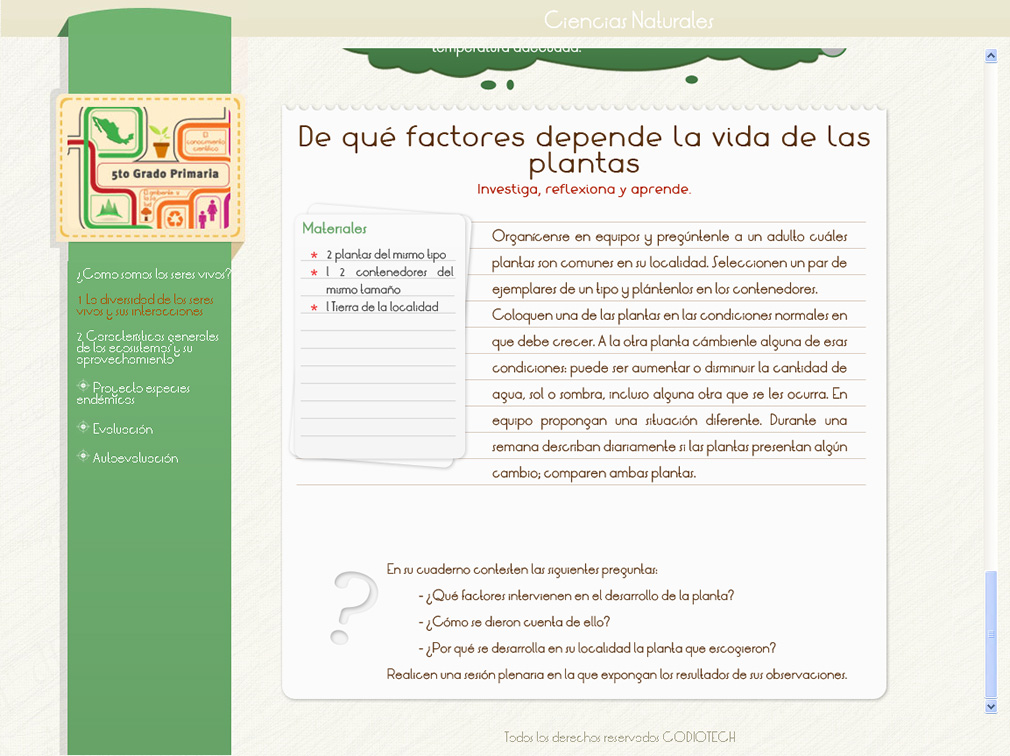 Ciencias Naturales
temperatura adecuada.
El
conocimiento
científico
5to Grado Primaria
¿Como somos los seres vivos?
1 La diversidad de los seres
vivos y sus interacciones
2 Características generales
de los ecosistemas y su
aprovechamiento
Proyecto especies
endémicas
Evaluación
Autoevaluación
De qué factores depende la vida de las
plantas
Investiga, reflexiona y aprende.
Materiales
* 2 plantas del mismo tipo
* l 2 contenedores del
mismo tamaño
* l Tierra de la localidad
Organícense en equipos y pregúntenle a un adulto cuáles
plantas son comunes en su localidad. Seleccionen un par de
ejemplares de un tipo y plántenlos en los contenedores.
Coloquen una de las plantas en las condiciones normales en
que debe crecer. A la otra planta cámbienle alguna de esas
condiciones: puede ser aumentar o disminuir la cantidad de
agua, sol o sombra, incluso alguna otra que se les ocurra. En
equipo propongan una situación diferente. Durante una
semana describan diariamente si las plantas presentan algún
cambio; comparen ambas plantas.
?
En su cuaderno contesten las siguientes preguntas:
- ¿Qué factores intervienen en el desarrollo de la planta?
- ¿Cómo se dieron cuenta de ello?
- ¿Por qué se desarrolla en su localidad la planta que escogieron?
Realicen una sesión plenaria en la que expongan los resultados de sus observaciones.
Todos los derechos reservados CODIOTECH